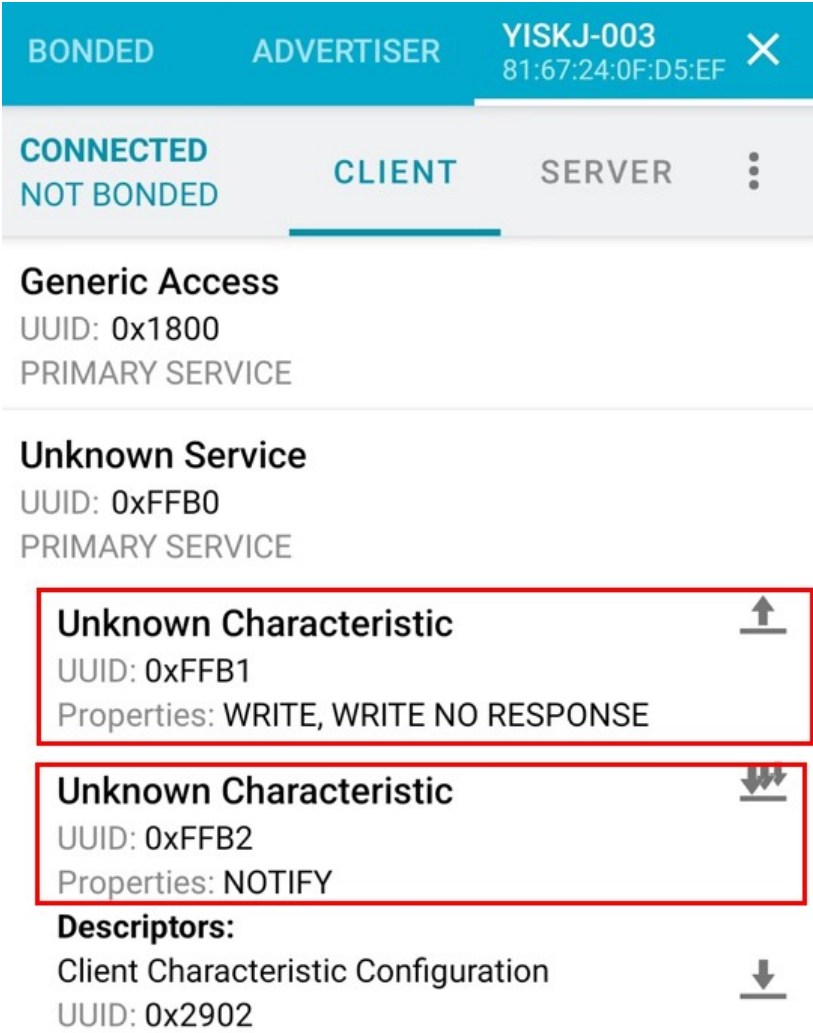 BONDED ADVERTISER YISKJ-003
81:67:24:0F:D5:EF
CONNECTED
NOT BONDED
CLIENT SERVER
Generic Access
UUID: 0x1800
PRIMARY SERVICE
Unknown Service
UUID: 0xFFB0
PRIMARY SERVICE
Unknown Characteristic
UUID: 0xFFB1
Properties: WRITE, WRITE NO RESPONSE
Unknown Characteristic
UUID: 0xFFB2
Properties: NOTIFY
Descriptors:
Client Characteristic Configuration
UUID: 0x2902